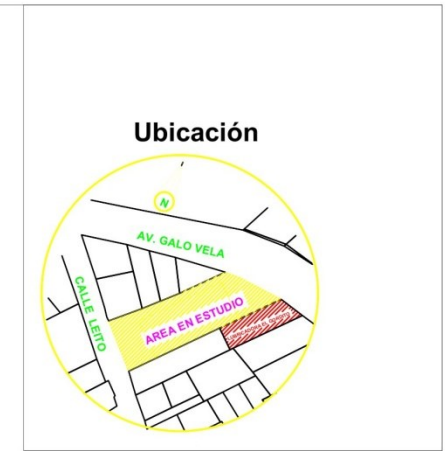 Ubicación
N
AV. GALO VELA
CALLE LEITO
AREA EN ESTUDIO